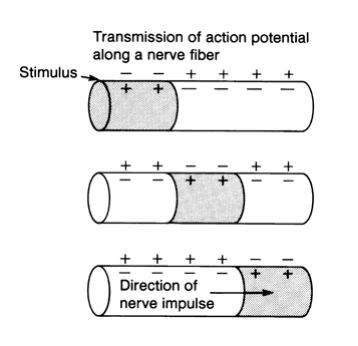 Transmission of action potential
along a nerve fiber
Stimulus
− − + + + +
+ + − − − −
+ + − − + +
− − + + − −
+ + + + − −
− − − − + +
Direction of
nerve impulse